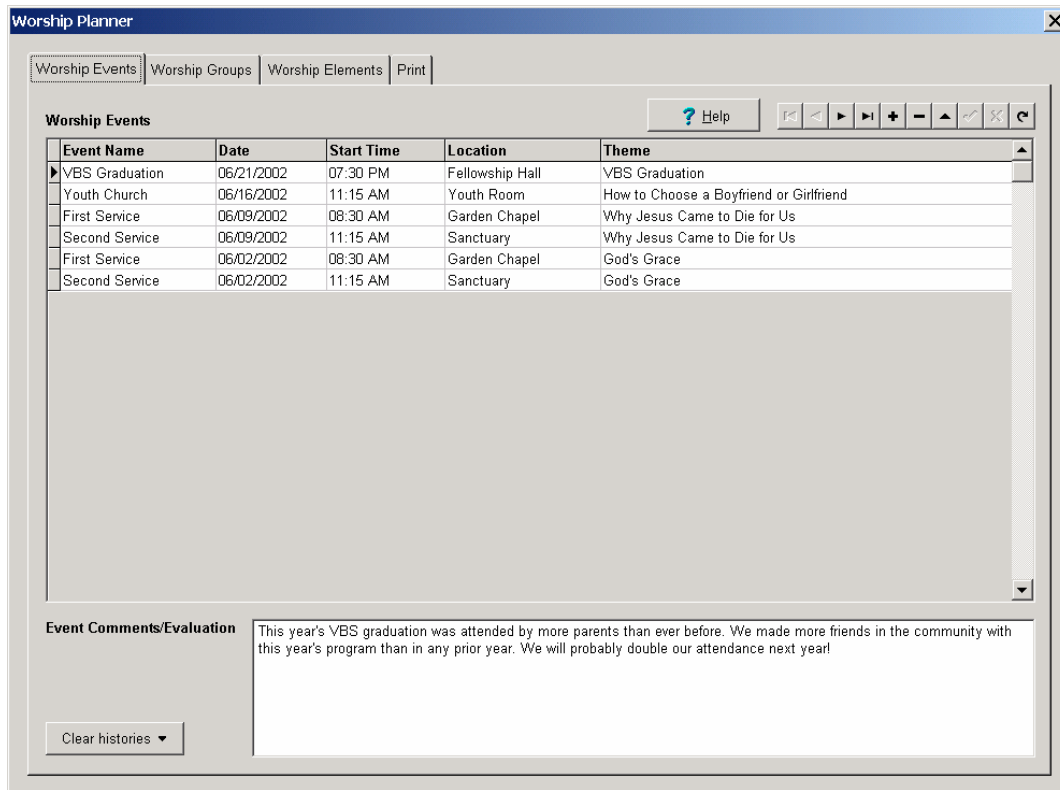 Worship Planner
Worship Events Worship Groups Worship Elements Print
Worship Events ? Help
Event Name Date Start Time Location Theme
VBS Graduation 06/21/2002 07:30 PM Fellowship Hall VBS Graduation
Youth Church 06/16/2002 11:15 AM Youth Room How to Choose a Boyfriend or Girlfriend
First Service 06/09/2002 08:30 AM Garden Chapel Why Jesus Came to Die for Us
Second Service 06/09/2002 11:15 AM Sanctuary Why Jesus Came to Die for Us
First Service 06/02/2002 08:30 AM Garden Chapel God's Grace
Second Service 06/02/2002 11:15 AM Sanctuary God's Grace
Event Comments/Evaluation This year's VBS graduation was attended by more parents than ever before. We made more friends in the community with
this year's program than in any prior year. We will probably double our attendance next year!
Clear histories